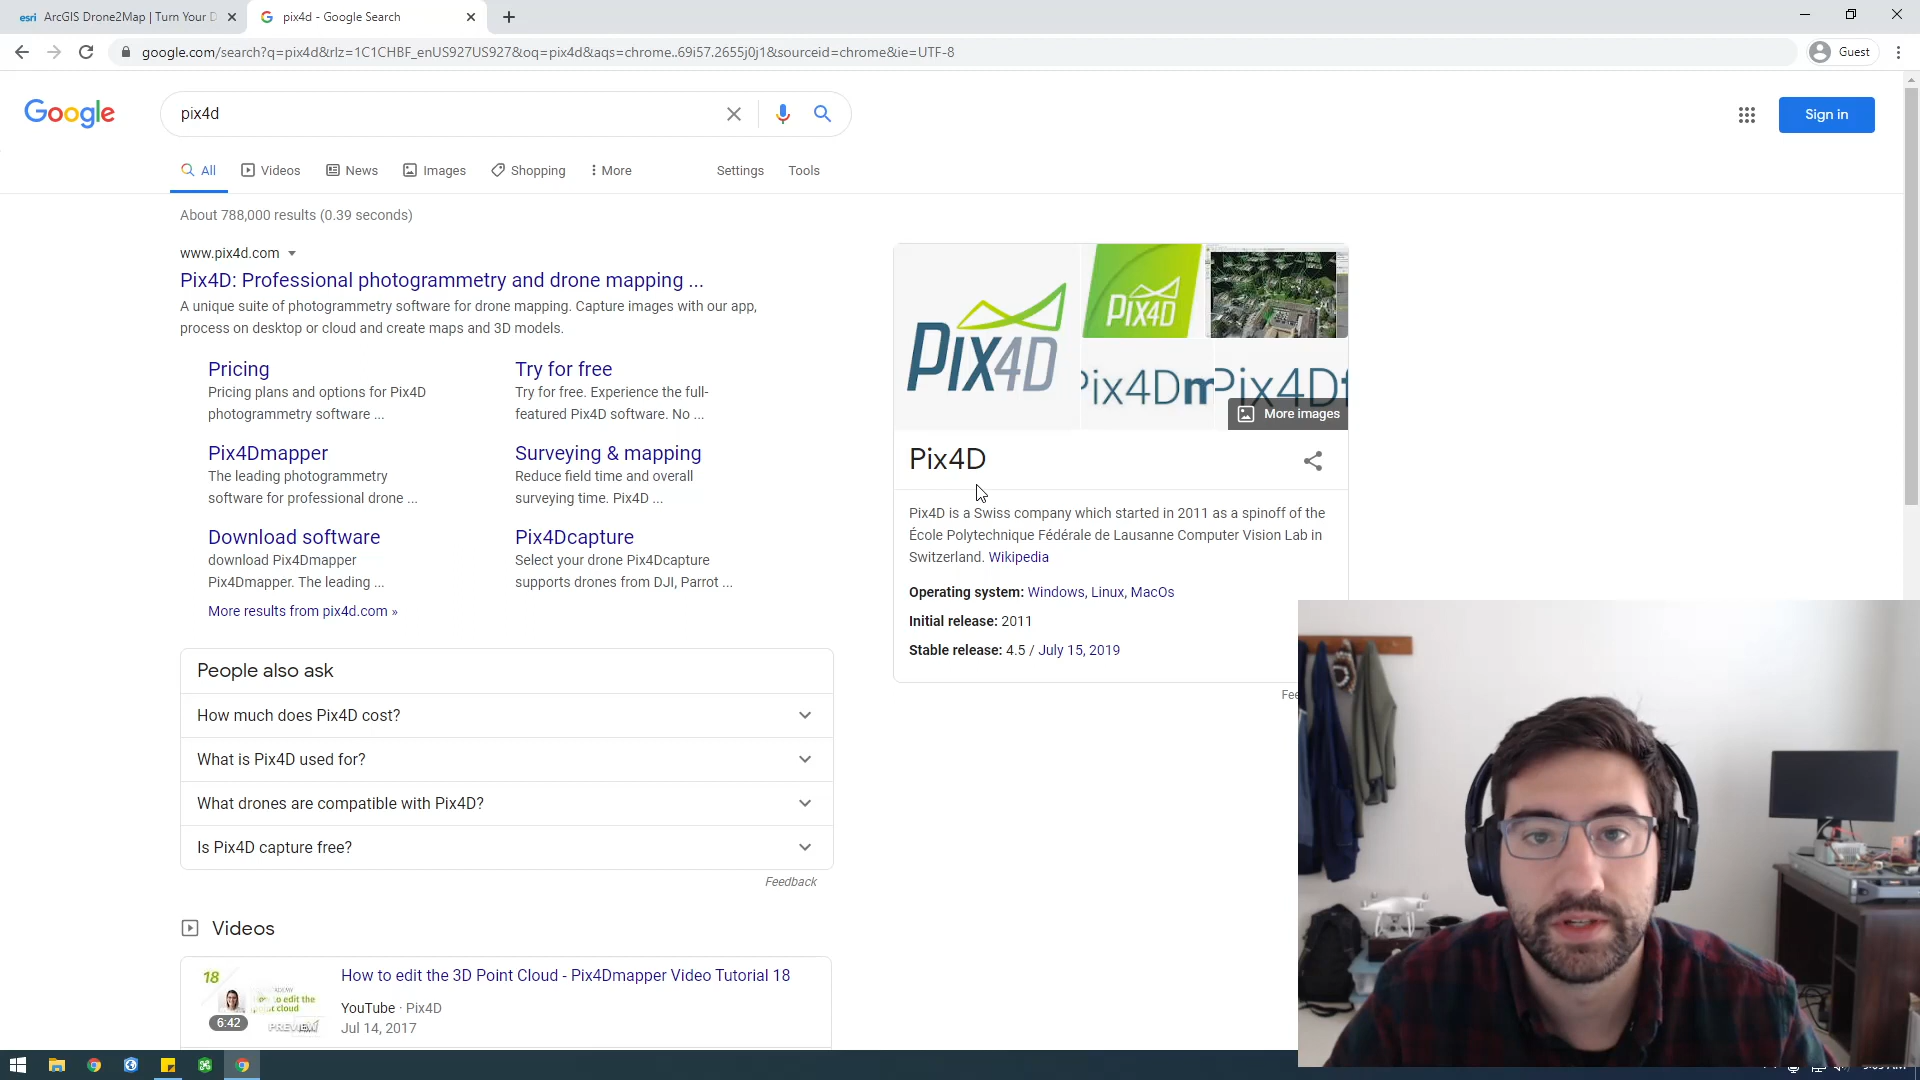 esri ArcGIS Drone2Map | Turn Your D
pix4d - Google Search
google.com/search?q=pix4d&rlz=1C1CHBF_enUS927US927&oq=pix4d&aqs=chrome..69i57.2655j0j1&sourceid=chrome&ie=UTF-8
Guest
Google
pix4d
Sign in
All
Videos
News
Images
Shopping
More
Settings
Tools
About 788,000 results (0.39 seconds)
www.pix4d.com
Pix4D: Professional photogrammetry and drone mapping ...
A unique suite of photogrammetry software for drone mapping. Capture images with our app,
process on desktop or cloud and create maps and 3D models.
Pricing
Pricing plans and options for Pix4D
photogrammetry software ...
Try for free
Try for free. Experience the full-
featured Pix4D software. No ...
Pix4Dmapper
The leading photogrammetry
software for professional drone ...
Surveying & mapping
Reduce field time and overall
surveying time. Pix4D ...
Download software
download Pix4Dmapper
Pix4Dmapper. The leading ...
Pix4Dcapture
Select your drone Pix4Dcapture
supports drones from DJI, Parrot ...
More results from pix4d.com »
People also ask
How much does Pix4D cost?
What is Pix4D used for?
What drones are compatible with Pix4D?
Is Pix4D capture free?
Feedback
Videos
18
6:42
PREVIEW
How to edit the 3D Point Cloud - Pix4Dmapper Video Tutorial 18
YouTube · Pix4D
Jul 14, 2017
PIX4D
PIX4D
Pix4Dm
Pix4Df
More images
Pix4D
Pix4D is a Swiss company which started in 2011 as a spinoff of the
École Polytechnique Fédérale de Lausanne Computer Vision Lab in
Switzerland. Wikipedia
Operating system: Windows, Linux, MacOs
Initial release: 2011
Stable release: 4.5 / July 15, 2019